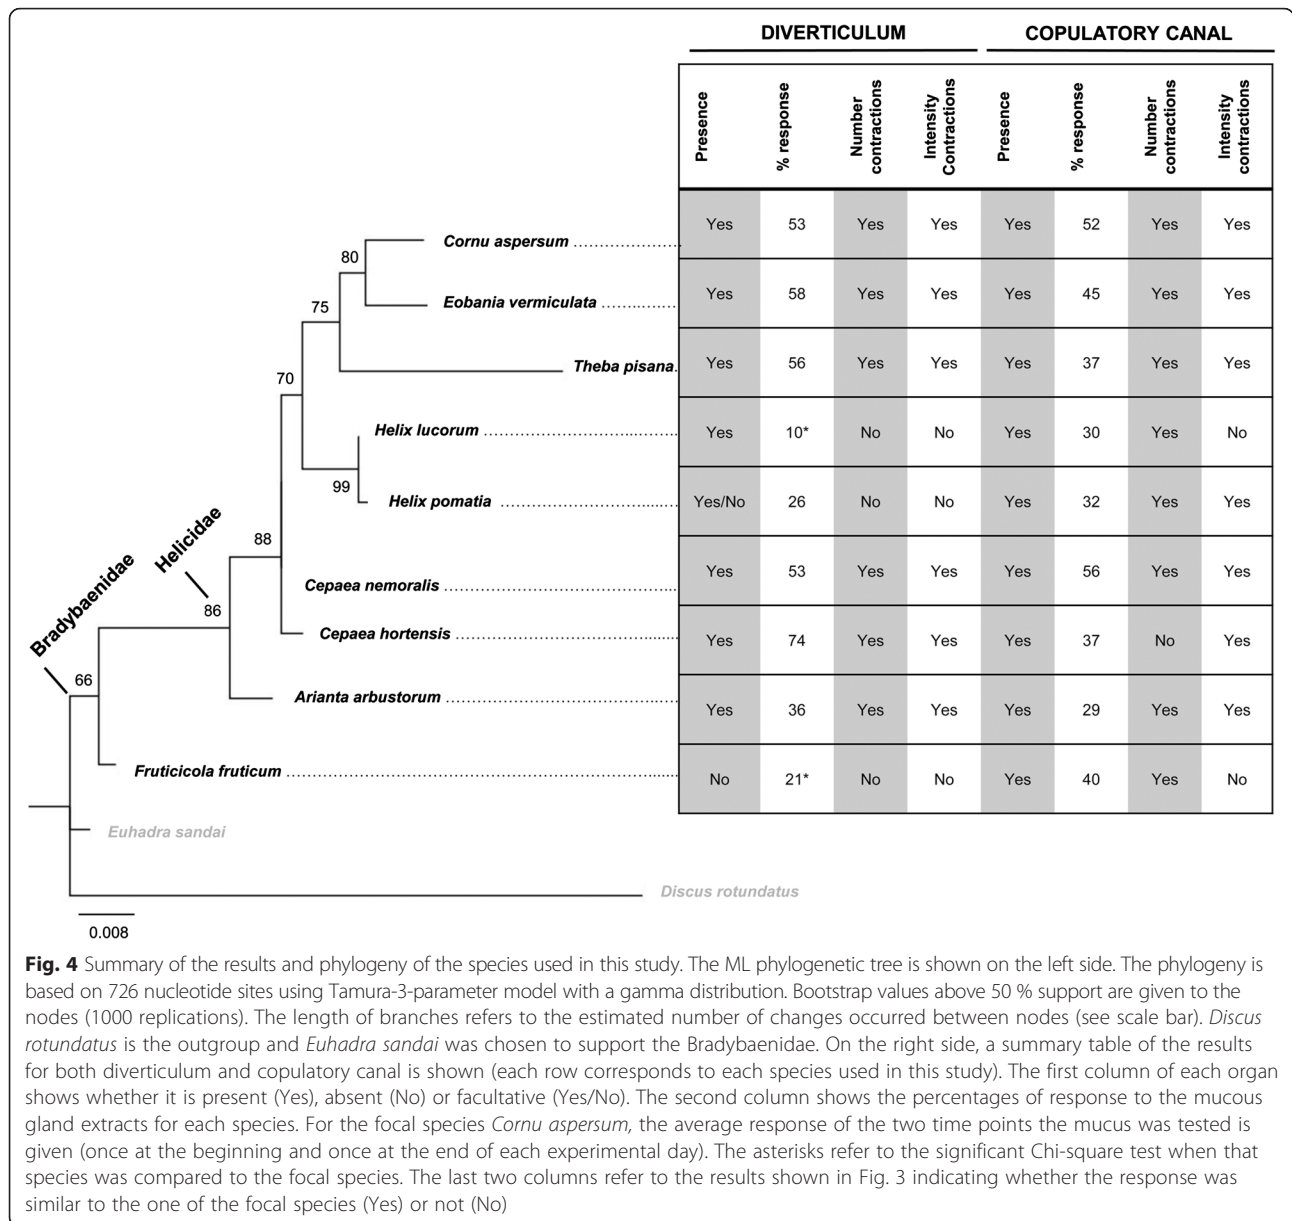 DIVERTICULUM COPULATORY CANAL
Presence % response Number contractions Intensity Contractions Presence % response Number contractions Intensity contractions
Cornu aspersum Yes 53 Yes Yes Yes 52 Yes Yes
80
Eobania vermiculata Yes 58 Yes Yes Yes 45 Yes Yes
75
Theba pisana Yes 56 Yes Yes Yes 37 Yes Yes
70
Helix lucorum Yes 10* No No Yes 30 Yes No
99
Helix pomatia Yes/No 26 No No Yes 32 Yes Yes
Helicidae
88
Bradybaenidae
Cepaea nemoralis Yes 53 Yes Yes Yes 56 Yes Yes
86
Cepaea hortensis Yes 74 Yes Yes Yes 37 No Yes
66
Arianta arbustorum Yes 36 Yes Yes Yes 29 Yes Yes
Fruticicola fruticum No 21* No No Yes 40 Yes No
Euhadra sandai
Discus rotundatus
0.008
Fig. 4 Summary of the results and phylogeny of the species used in this study. The ML phylogenetic tree is shown on the left side. The phylogeny is
based on 726 nucleotide sites using Tamura-3-parameter model with a gamma distribution. Bootstrap values above 50 % support are given to the
nodes (1000 replications). The length of branches refers to the estimated number of changes occurred between nodes (see scale bar). Discus
rotundatus is the outgroup and Euhadra sandai was chosen to support the Bradybaenidae. On the right side, a summary table of the results
for both diverticulum and copulatory canal is shown (each row corresponds to each species used in this study). The first column of each organ
shows whether it is present (Yes), absent (No) or facultative (Yes/No). The second column shows the percentages of response to the mucous
gland extracts for each species. For the focal species Cornu aspersum, the average response of the two time points the mucus was tested is
given (once at the beginning and once at the end of each experimental day). The asterisks refer to the significant Chi-square test when that
species was compared to the focal species. The last two columns refer to the results shown in Fig. 3 indicating whether the response was
similar to the one of the focal species (Yes) or not (No)